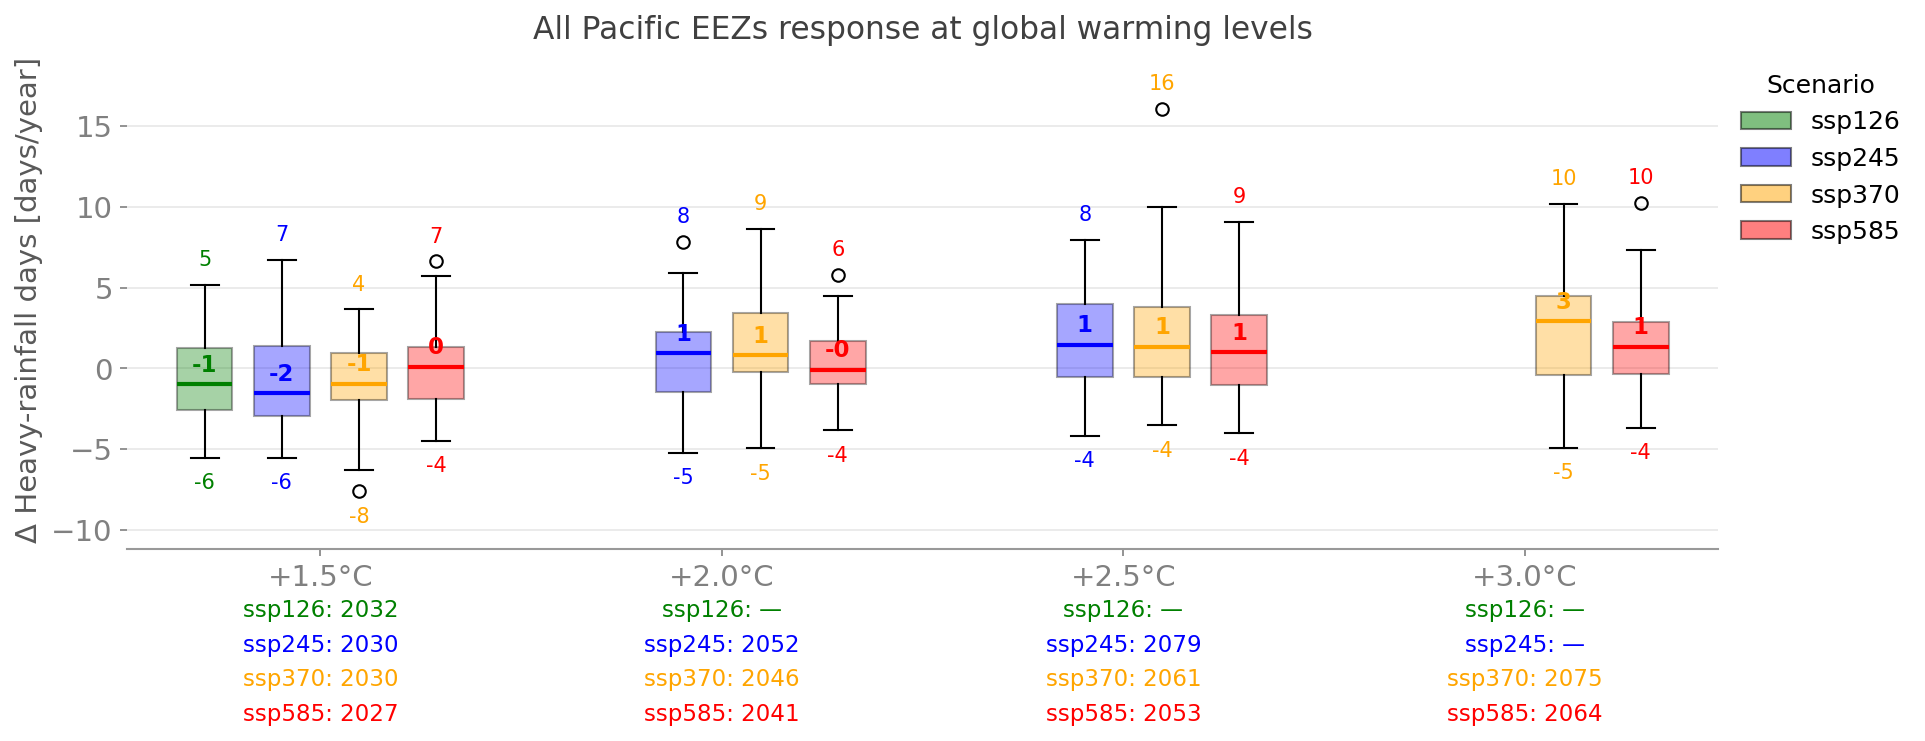 All Pacific EEZs response at global warming levels
Δ Heavy-rainfall days [days/year]
15
10
5
0
−5
−10
5
-1
-6
7
-2
-6
4
-1
-8
7
0
-4
8
1
-5
9
1
-5
6
-0
-4
8
1
-4
16
1
-4
9
1
-4
10
3
-5
10
1
-4
Scenario
ssp126
ssp245
ssp370
ssp585
+1.5°C
ssp126: 2032
ssp245: 2030
ssp370: 2030
ssp585: 2027
+2.0°C
ssp126: —
ssp245: 2052
ssp370: 2046
ssp585: 2041
+2.5°C
ssp126: —
ssp245: 2079
ssp370: 2061
ssp585: 2053
+3.0°C
ssp126: —
ssp245: —
ssp370: 2075
ssp585: 2064